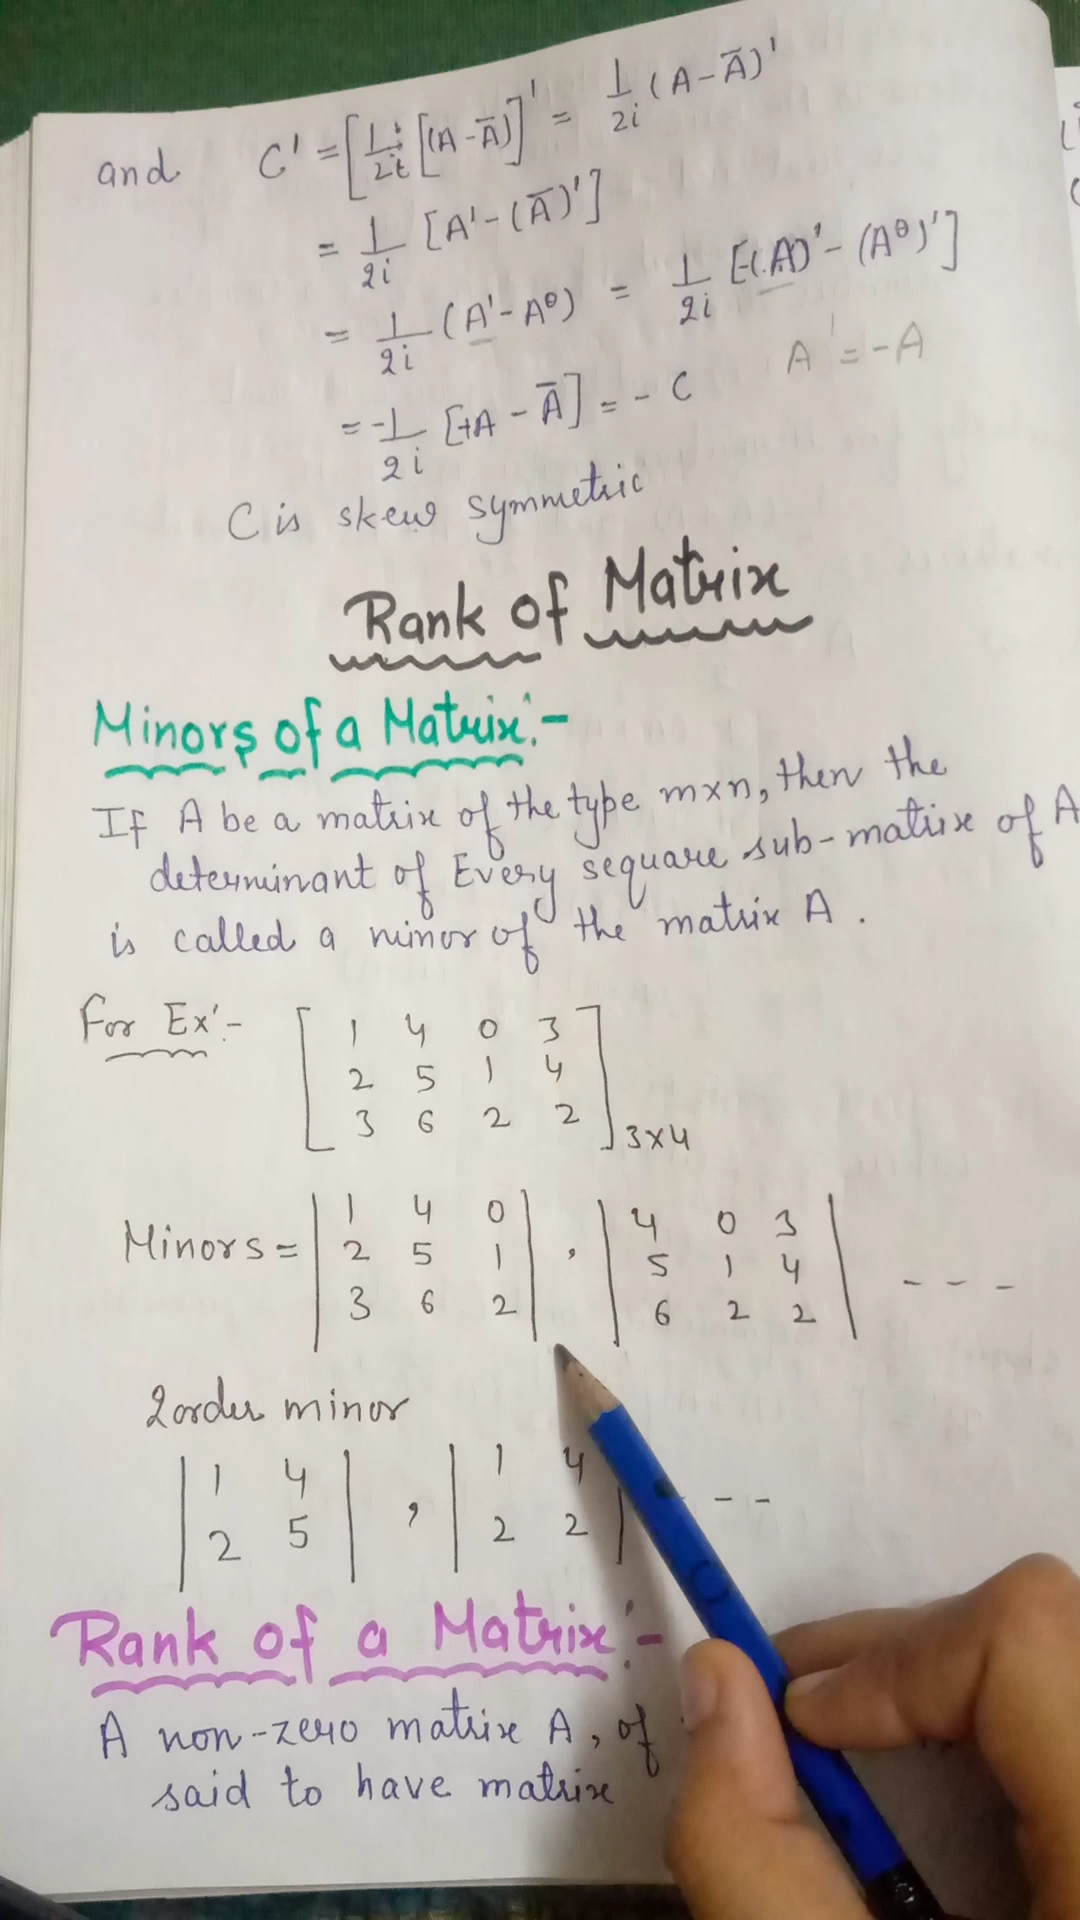 and C' = [1/2i [(A - Ā)]' = 1/2i (A - Ā)'
= 1/2i [A' - (Ā)']
= 1/2i (A' - A^θ) = 1/2i [-(A)' - (A^θ)']
A' = -A
= -1/2i [+A - Ā] = - C
C is skew symmetric
Rank of Matrix
Minors of a Matrix:-
If A be a matrix of the type m×n, then the
determinant of Every sequare sub-matrix of A
is called a minor of the matrix A.
For Ex:-
[ 1 4 0 3
2 5 1 4
3 6 2 2 ] 3×4
Minors = | 1 4 0 | , | 4 0 3 |
| 2 5 1 | | 5 1 4 | - - -
| 3 6 2 | | 6 2 2 |
2 order minor
| 1 4 | , | 1 4 |
| 2 5 | | 2 2 | - - -
Rank of a Matrix:-
A non-zero matrix A, of
said to have matrix